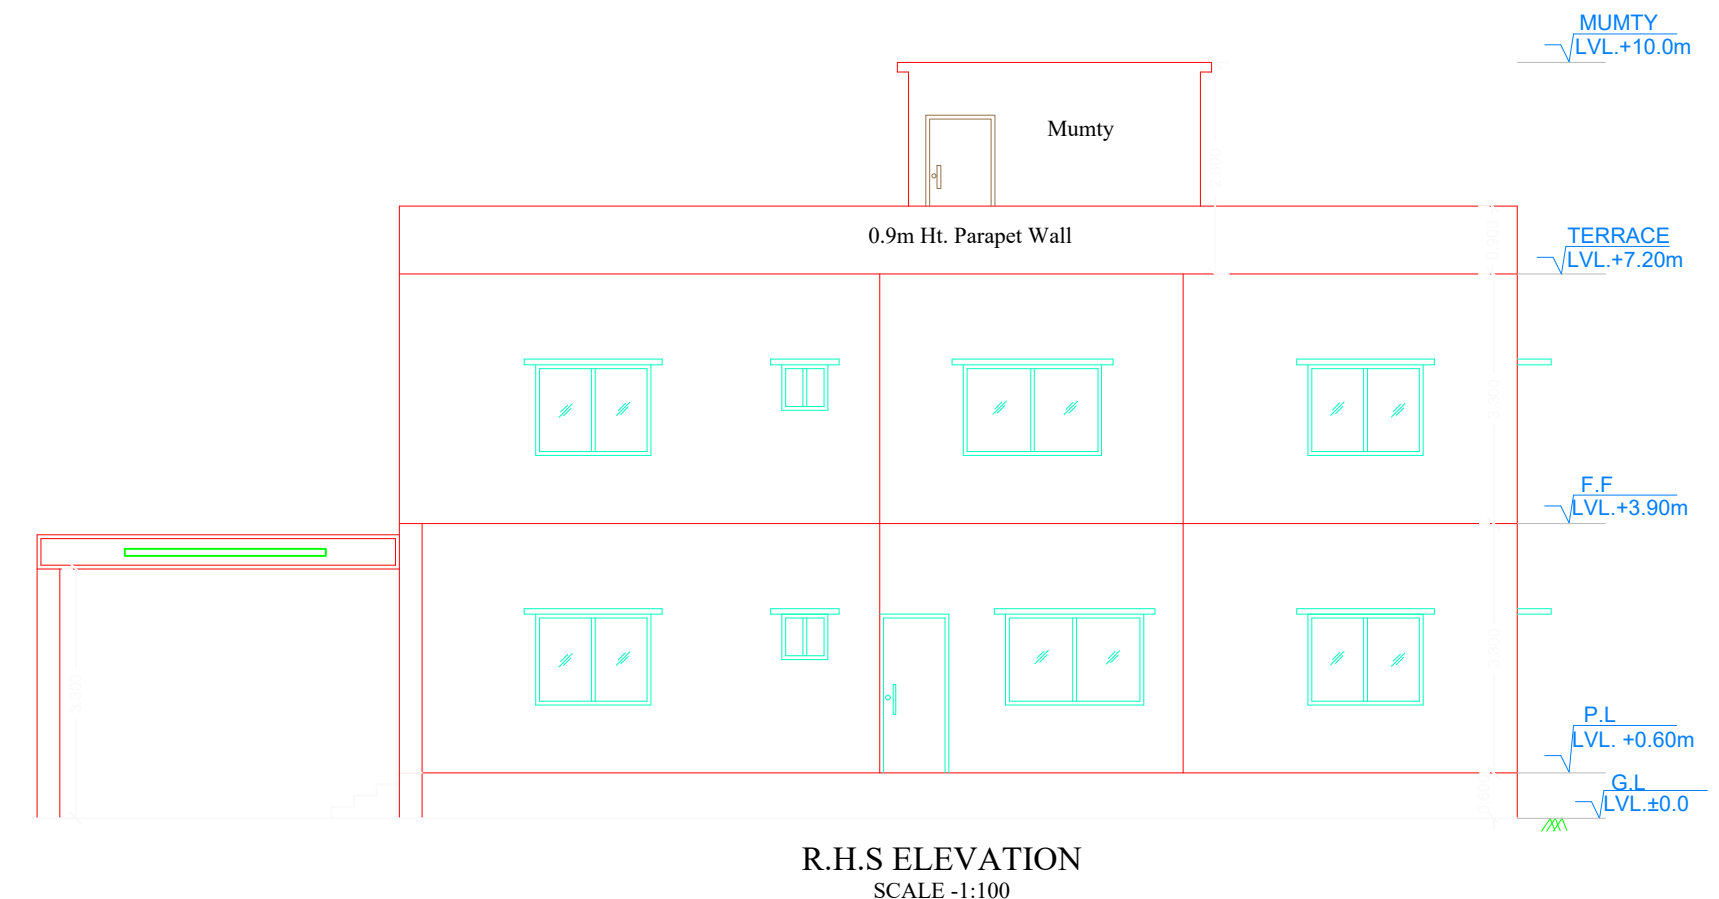 MUMTY
LVL.+10.0m
Mumty
0.9m Ht. Parapet Wall
TERRACE
LVL.+7.20m
F.F
LVL.+3.90m
P.L
LVL. +0.60m
G.L
LVL.±0.0
R.H.S ELEVATION
SCALE -1:100